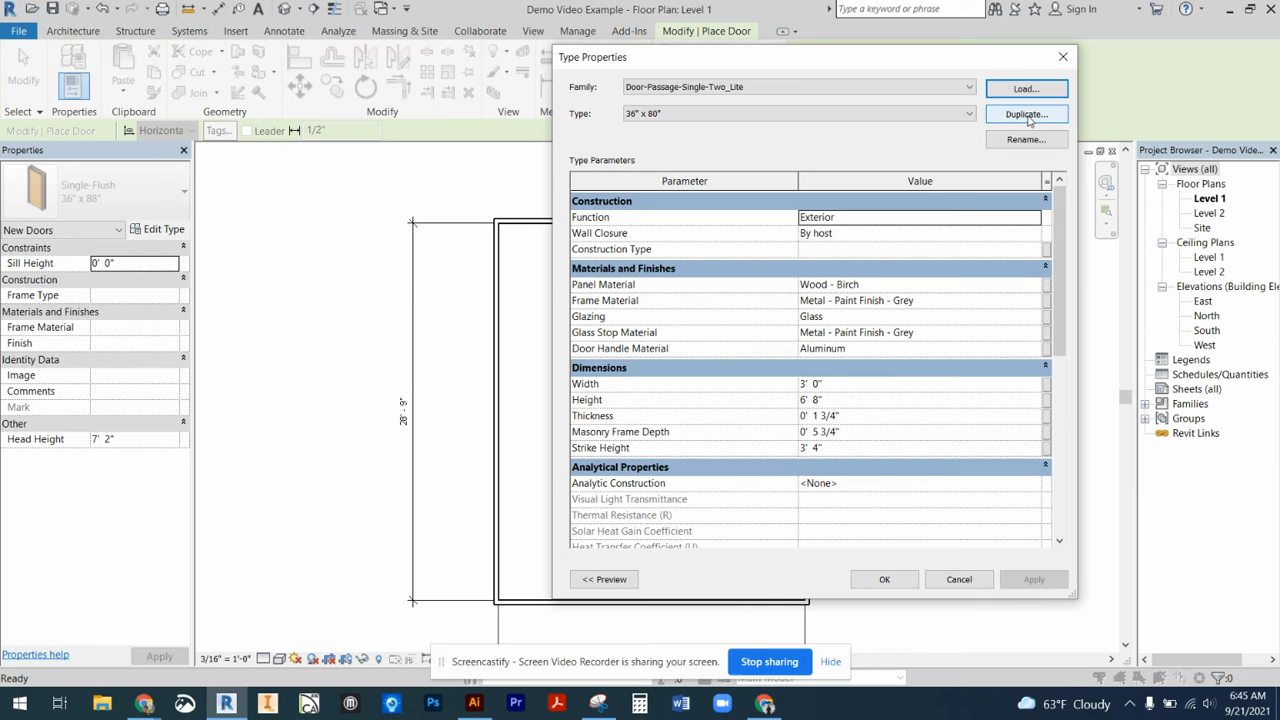 Demo Video Example - Floor Plan: Level 1
Type a keyword or phrase
Sign In
File Architecture Structure Systems Insert Annotate Analyze Massing & Site Collaborate View Manage Add-Ins Modify | Place Door
Modify
Paste
Cope
Cut
Join
Select Properties Clipboard Geometry Modify
Modify | Place Door Horizonta Tags... Leader 1/2"
Properties
Single-Flush
36" x 88"
New Doors Edit Type
Constraints
Sill Height 0' 0"
Construction
Frame Type
Materials and Finishes
Frame Material
Finish
Identity Data
Image
Comments
Mark
Other
Head Height 7' 2"
Properties help Apply
28' - 9"
Type Properties
Family: Door-Passage-Single-Two_Lite Load...
Type: 36" x 80" Duplicate...
Rename...
Type Parameters
Parameter Value =
Construction
Function Exterior
Wall Closure By host
Construction Type
Materials and Finishes
Panel Material Wood - Birch
Frame Material Metal - Paint Finish - Grey
Glazing Glass
Glass Stop Material Metal - Paint Finish - Grey
Door Handle Material Aluminum
Dimensions
Width 3' 0"
Height 6' 8"
Thickness 0' 1 3/4"
Masonry Frame Depth 0' 5 3/4"
Strike Height 3' 4"
Analytical Properties
Analytic Construction <None>
Visual Light Transmittance
Thermal Resistance (R)
Solar Heat Gain Coefficient
Heat Transfer Coefficient (U)
<< Preview OK Cancel Apply
Project Browser - Demo Vide...
Views (all)
Floor Plans
Level 1
Level 2
Site
Ceiling Plans
Level 1
Level 2
Elevations (Building Ele
East
North
South
West
Legends
Schedules/Quantities
Sheets (all)
Families
Groups
Revit Links
3/16" = 1'-0"
Screencastify - Screen Video Recorder is sharing your screen. Stop sharing Hide
Ready
:0
63°F Cloudy
6:45 AM
9/21/2021